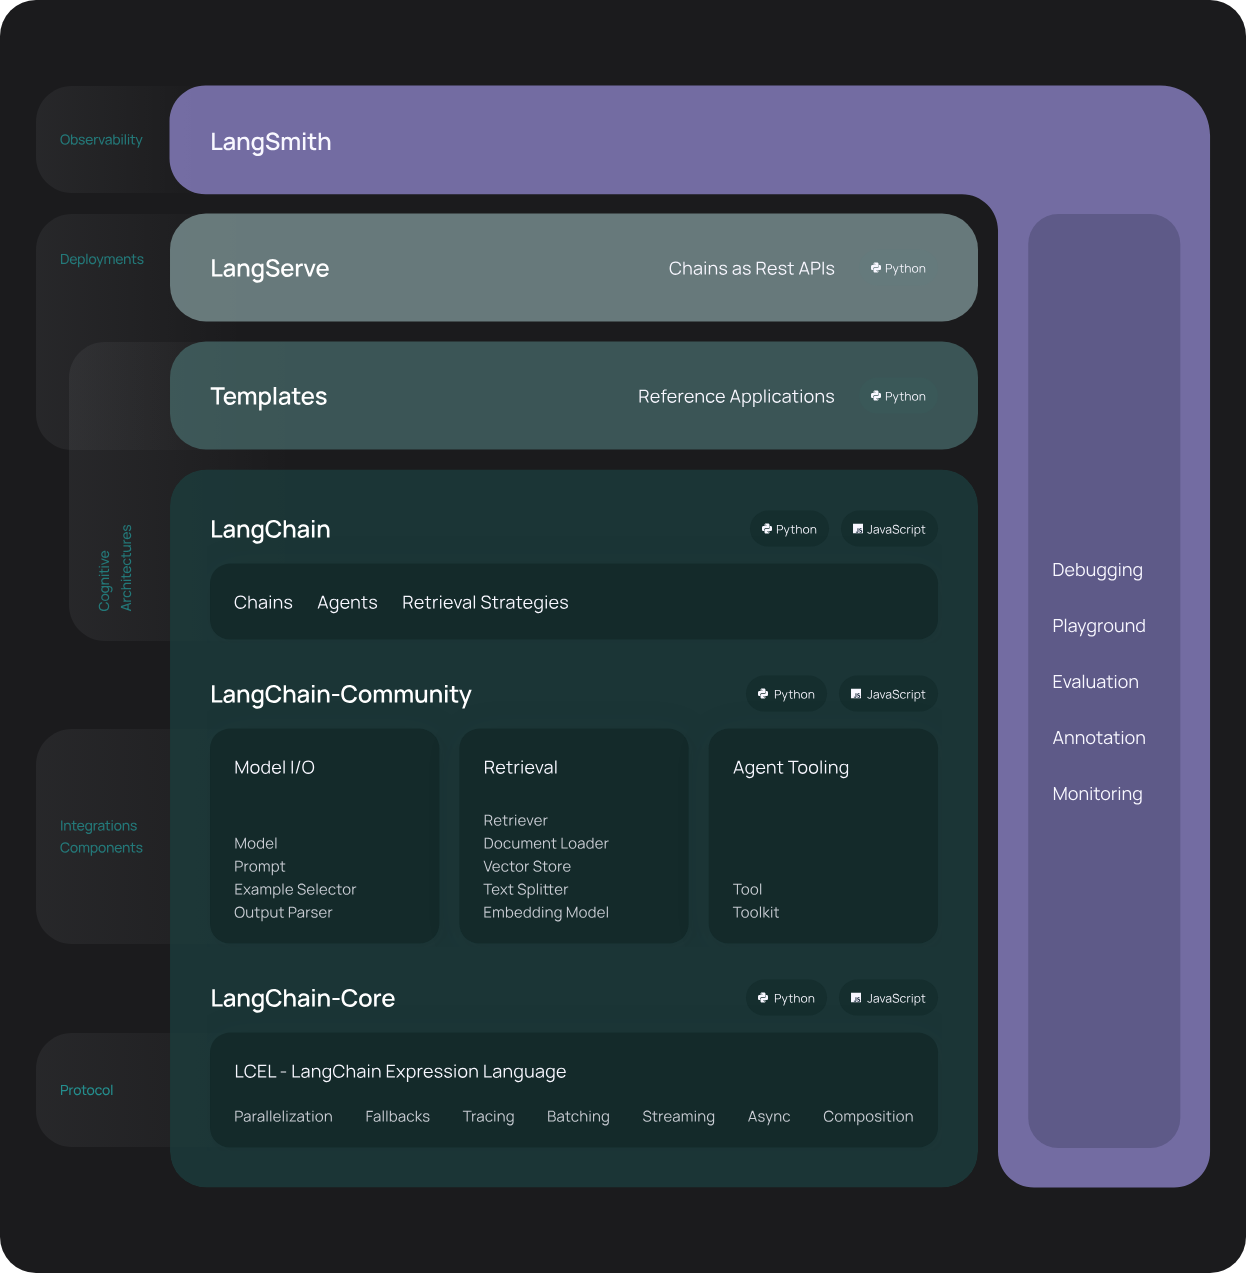 Observability
LangSmith
Deployments
LangServe
Chains as Rest APIs
Python
Templates
Reference Applications
Python
Cognitive
Architectures
LangChain
Python
JavaScript
Chains
Agents
Retrieval Strategies
LangChain-Community
Python
JavaScript
Integrations
Components
Model I/O
Model
Prompt
Example Selector
Output Parser
Retrieval
Retriever
Document Loader
Vector Store
Text Splitter
Embedding Model
Agent Tooling
Tool
Toolkit
LangChain-Core
Python
JavaScript
Protocol
LCEL - LangChain Expression Language
Parallelization
Fallbacks
Tracing
Batching
Streaming
Async
Composition
Debugging
Playground
Evaluation
Annotation
Monitoring